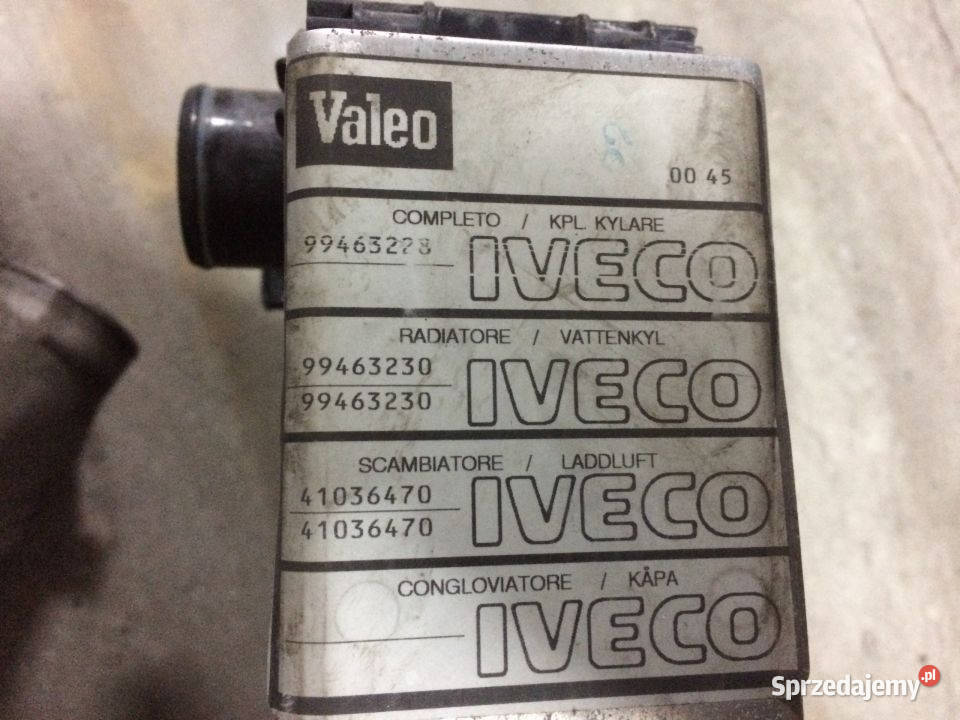 Valeo
00 45
COMPLETO / KPL. KYLARE
99463228 IVECO
RADIATORE / VATTENKYL
99463230
99463230 IVECO
SCAMBIATORE / LADDLUFT
41036470
41036470 IVECO
CONGLOVIATORE / KÅPA
IVECO
Sprzedajemy.pl